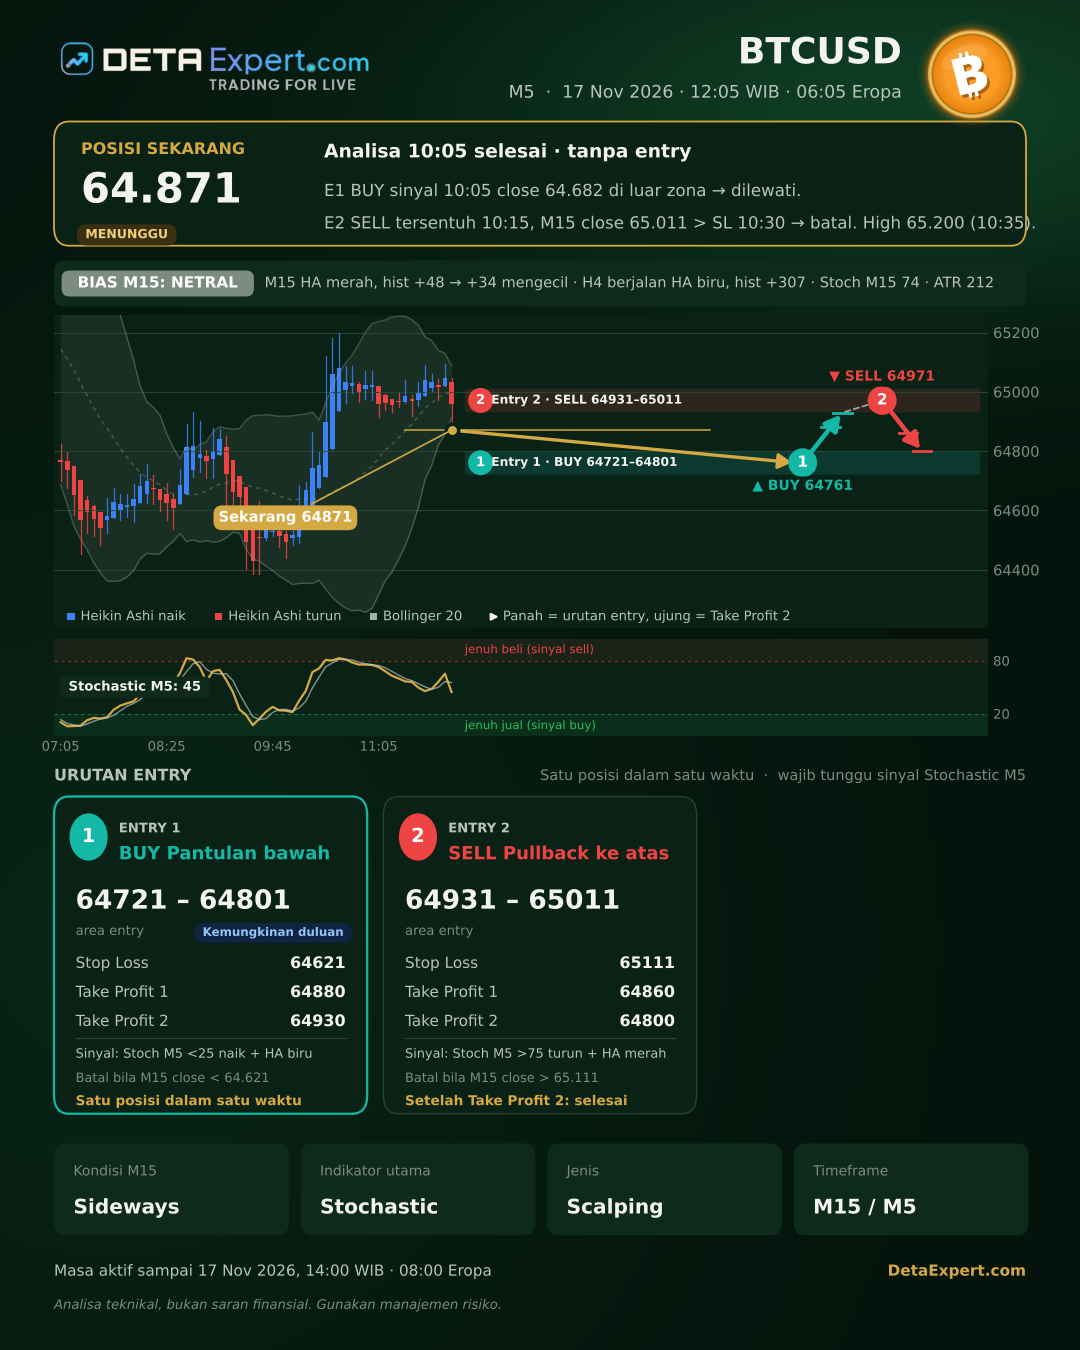 DETA Expert.com
TRADING FOR LIVE
BTCUSD
M5 · 17 Nov 2026 · 12:05 WIB · 06:05 Eropa
POSISI SEKARANG
64.871
MENUNGGU
Analisa 10:05 selesai · tanpa entry
E1 BUY sinyal 10:05 close 64.682 di luar zona → dilewati.
E2 SELL tersentuh 10:15, M15 close 65.011 > SL 10:30 → batal. High 65.200 (10:35).
BIAS M15: NETRAL
M15 HA merah, hist +48 → +34 mengecil · H4 berjalan HA biru, hist +307 · Stoch M15 74 · ATR 212
65200
▼ SELL 64971
65000
2 Entry 2 · SELL 64931–65011
2
64800
1 Entry 1 · BUY 64721–64801
1
▲ BUY 64761
Sekarang 64871
64600
64400
Heikin Ashi naik
Heikin Ashi turun
Bollinger 20
Panah = urutan entry, ujung = Take Profit 2
jenuh beli (sinyal sell)
80
Stochastic M5: 45
20
jenuh jual (sinyal buy)
07:05 08:25 09:45 11:05
URUTAN ENTRY
Satu posisi dalam satu waktu · wajib tunggu sinyal Stochastic M5
1
ENTRY 1
BUY Pantulan bawah
64721 – 64801
area entry
Kemungkinan duluan
Stop Loss 64621
Take Profit 1 64880
Take Profit 2 64930
Sinyal: Stoch M5 <25 naik + HA biru
Batal bila M15 close < 64.621
Satu posisi dalam satu waktu
2
ENTRY 2
SELL Pullback ke atas
64931 – 65011
area entry
Stop Loss 65111
Take Profit 1 64860
Take Profit 2 64800
Sinyal: Stoch M5 >75 turun + HA merah
Batal bila M15 close > 65.111
Setelah Take Profit 2: selesai
Kondisi M15
Sideways
Indikator utama
Stochastic
Jenis
Scalping
Timeframe
M15 / M5
Masa aktif sampai 17 Nov 2026, 14:00 WIB · 08:00 Eropa
DetaExpert.com
Analisa teknikal, bukan saran finansial. Gunakan manajemen risiko.